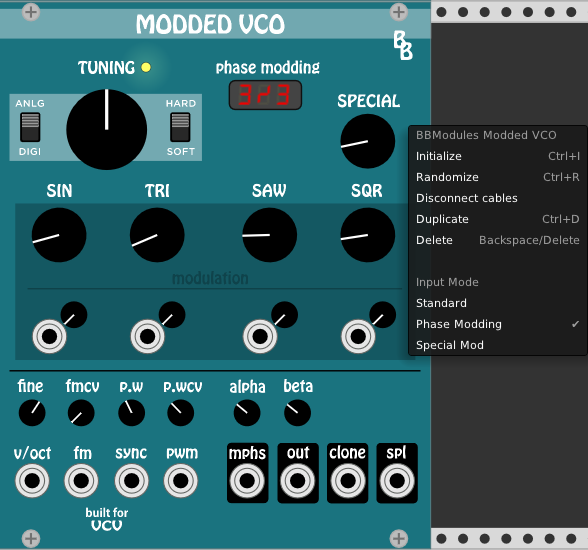 MODDED VCO
BB
TUNING
phase modding
3r3
ANLG
HARD
DIGI
SOFT
SPECIAL
SIN
TRI
SAW
SQR
modulation
fine
fmcv
p.w
p.wcv
alpha
beta
v/oct
fm
sync
pwm
mphs
out
clone
spl
built for
VCV
BBModules Modded VCO
Initialize Ctrl+I
Randomize Ctrl+R
Disconnect cables
Duplicate Ctrl+D
Delete Backspace/Delete
Input Mode
Standard
Phase Modding ✔
Special Mod